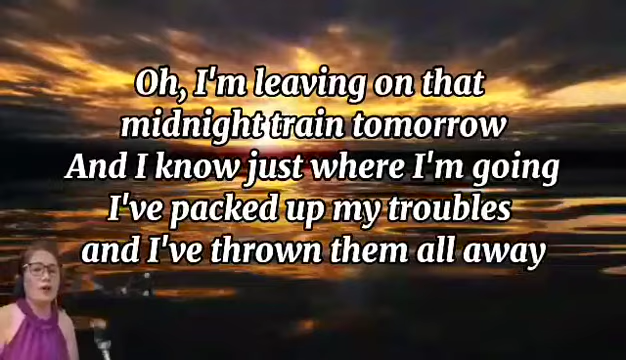 Oh, I'm leaving on that
midnight train tomorrow
And I know just where I'm going
I've packed up my troubles
and I've thrown them all away